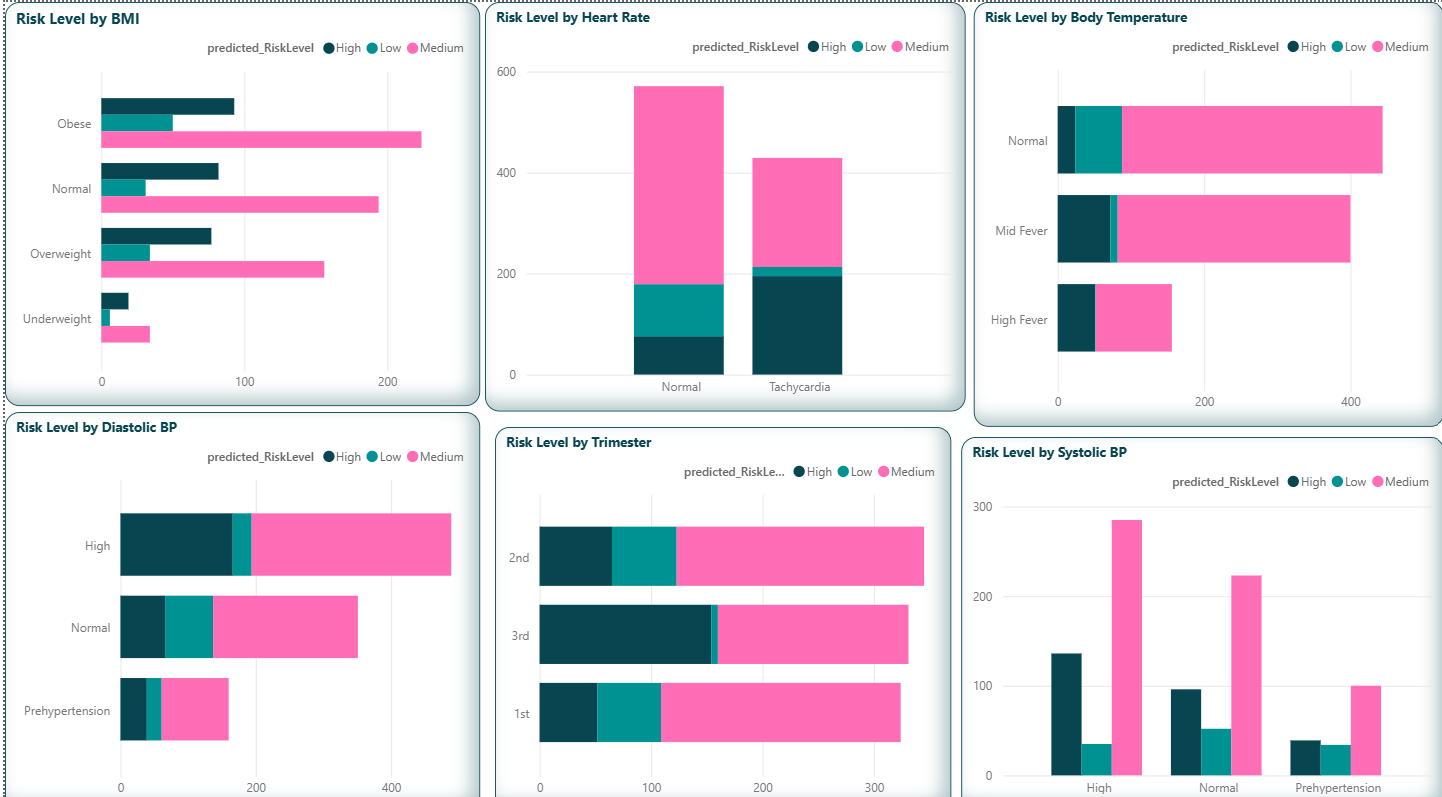 Risk Level by BMI
predicted_RiskLevel High Low Medium
Obese
Normal
Overweight
Underweight
0 100 200
Risk Level by Heart Rate
predicted_RiskLevel High Low Medium
600
400
200
0
Normal Tachycardia
Risk Level by Body Temperature
predicted_RiskLevel High Low Medium
Normal
Mid Fever
High Fever
0 200 400
Risk Level by Diastolic BP
predicted_RiskLevel High Low Medium
High
Normal
Prehypertension
0 200 400
Risk Level by Trimester
predicted_RiskLe... High Low Medium
2nd
3rd
1st
0 100 200 300
Risk Level by Systolic BP
predicted_RiskLevel High Low Medium
300
200
100
0
High Normal Prehypertension